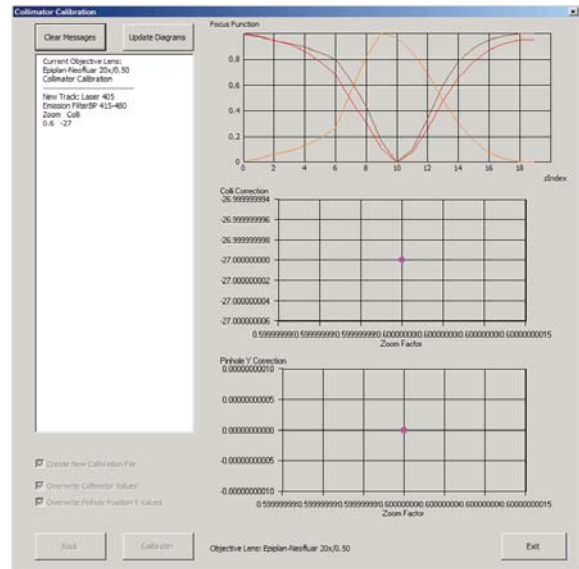 Collimator Calibration
Clear Messages
Update Diagrams
Current Objective Lens:
Epiplan-Neofluar 20x/0.50
Collimator Calibration
New Track: Laser 405
Emission FilterBP 415-480
Zoom Colli
0.6 -27
Create New Calibration File
Overwrite Collimator Values
Overwrite Pinhole Position Y Values
Back
Calibrate!
Focus Function
0.8
0.6
0.4
0.2
0
0 2 4 6 8 10 12 14 16 18
zIndex
Colli Correction
-26.999999994
-26.999999996
-26.999999998
-27.000000000
-27.000000002
-27.000000004
-27.000000006
Zoom Factor
Pinhole Y Correction
0.00000000010
0.00000000005
0.00000000000
-0.00000000005
-0.00000000010
Zoom Factor
Objective Lens: Epiplan-Neofluar 20x/0.50
Exit